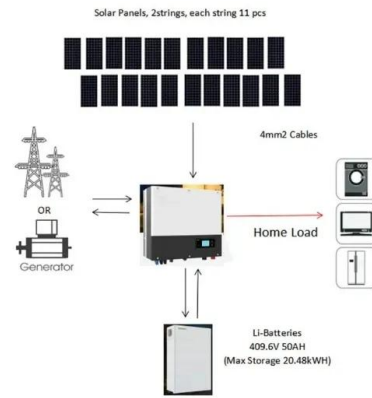 Solar Panels, 2strings, each string 11 pcs
4mm2 Cables
OR
Generator
Home Load
Li-Batteries
409.6V 50AH
(Max Storage 20.48kWH)